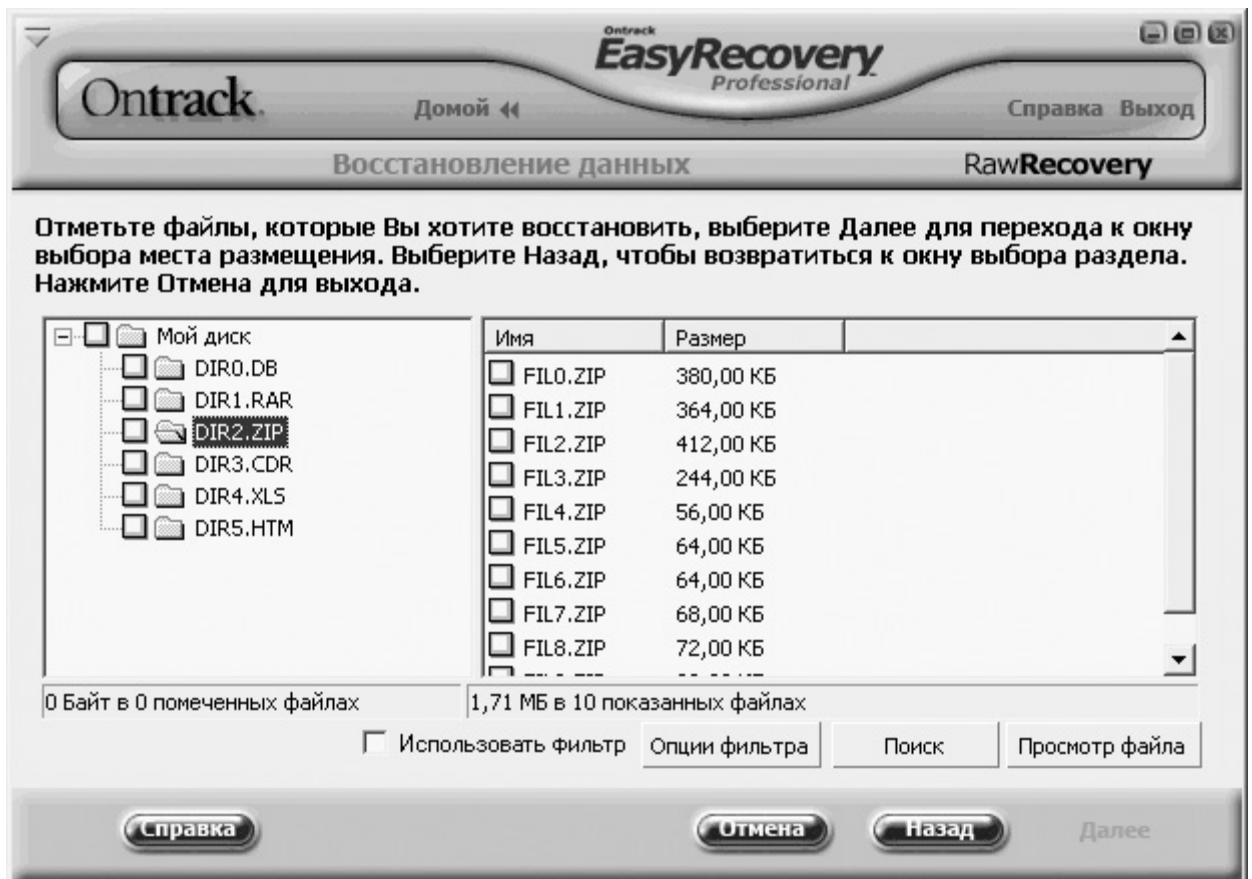 Ontrack
EasyRecovery
Professional
Ontrack.
Домой
Справка Выход
Восстановление данных
RawRecovery
Отметьте файлы, которые Вы хотите восстановить, выберите Далее для перехода к окну
выбора места размещения. Выберите Назад, чтобы возвратиться к окну выбора раздела.
Нажмите Отмена для выхода.
Мой диск
DIR0.DB
DIR1.RAR
DIR2.ZIP
DIR3.CDR
DIR4.XLS
DIR5.HTM
Имя Размер
FIL0.ZIP 380,00 КБ
FIL1.ZIP 364,00 КБ
FIL2.ZIP 412,00 КБ
FIL3.ZIP 244,00 КБ
FIL4.ZIP 56,00 КБ
FIL5.ZIP 64,00 КБ
FIL6.ZIP 64,00 КБ
FIL7.ZIP 68,00 КБ
FIL8.ZIP 72,00 КБ
0 Байт в 0 помеченных файлах
1,71 МБ в 10 показанных файлах
Использовать фильтр Опции фильтра Поиск Просмотр файла
Справка Отмена Назад Далее